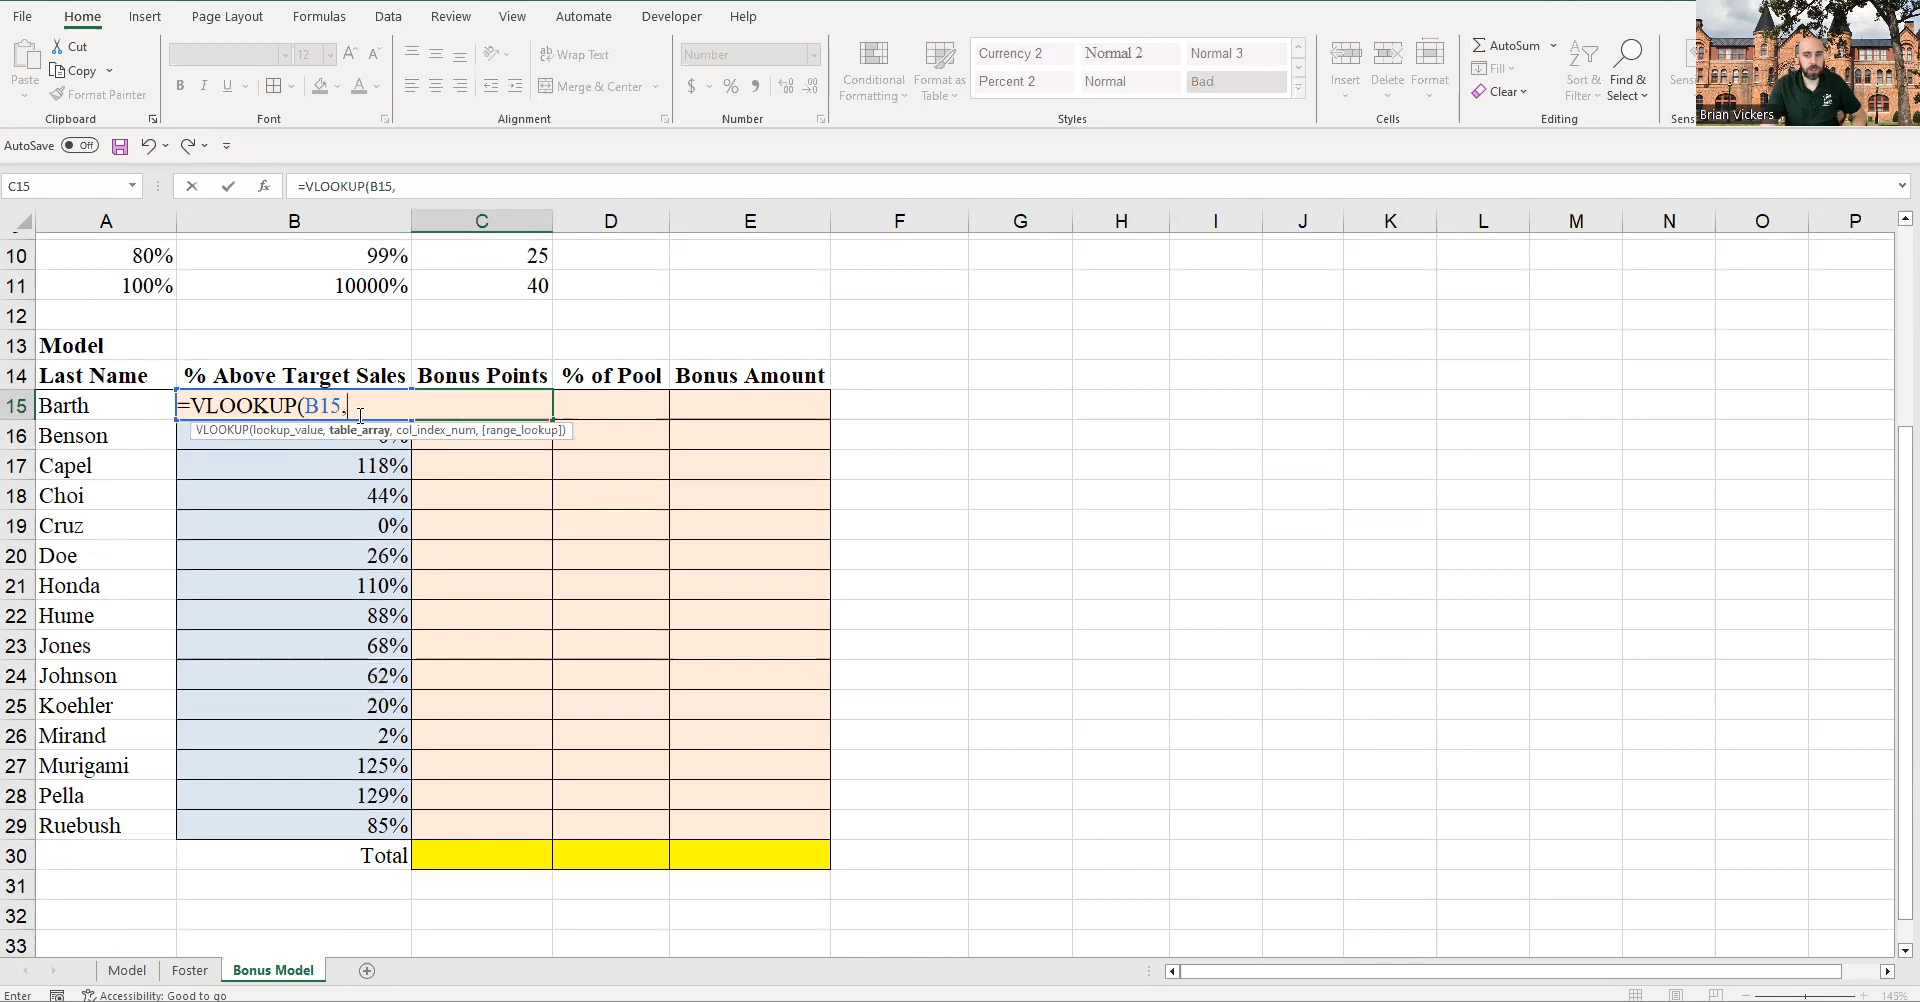 File Home Insert Page Layout Formulas Data Review View Automate Developer Help
Paste
Cut
Copy
Format Painter
Clipboard
12
B I U
Font
Wrap Text
Merge & Center
Alignment
Number
Number
Conditional Formatting
Format as Table
Currency 2 Normal 2 Normal 3
Percent 2 Normal Bad
Styles
Insert Delete Format
Cells
AutoSum
Fill
Clear
Sort & Filter
Find & Select
Editing
Sens
Sens
Brian Vickers
AutoSave Off
C15 fx =VLOOKUP(B15,
A B C D E F G H I J K L M N O P
10 80% 99% 25
11 100% 10000% 40
12
13 Model
14 Last Name % Above Target Sales Bonus Points % of Pool Bonus Amount
15 Barth =VLOOKUP(B15,
VLOOKUP(lookup_value, table_array, col_index_num, [range_lookup])
16 Benson
17 Capel 118%
18 Choi 44%
19 Cruz 0%
20 Doe 26%
21 Honda 110%
22 Hume 88%
23 Jones 68%
24 Johnson 62%
25 Koehler 20%
26 Mirand 2%
27 Murigami 125%
28 Pella 129%
29 Ruebush 85%
30 Total
31
32
33
Model Foster Bonus Model
Enter Accessibility: Good to go 145%